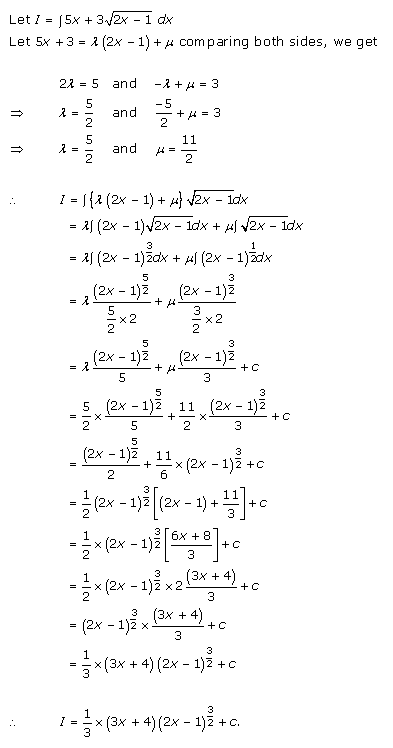 Let I = ∫5x + 3√(2x − 1) dx
Let 5x + 3 = λ (2x − 1) + μ comparing both sides, we get
2λ = 5 and −λ + μ = 3
⇒ λ = 5/2 and −5/2 + μ = 3
⇒ λ = 5/2 and μ = 11/2
∴ I = ∫{λ (2x − 1) + μ} √(2x − 1)dx
= λ∫ (2x − 1)√(2x − 1)dx + μ∫ √(2x − 1)dx
= λ∫ (2x − 1)^(3/2)dx + μ∫ (2x − 1)^(1/2)dx
= λ (2x − 1)^(5/2)/(5/2 × 2) + μ (2x − 1)^(3/2)/(3/2 × 2)
= λ (2x − 1)^(5/2)/5 + μ (2x − 1)^(3/2)/3 + c
= 5/2 × (2x − 1)^(5/2)/5 + 11/2 × (2x − 1)^(3/2)/3 + c
= (2x − 1)^(5/2)/2 + 11/6 × (2x − 1)^(3/2) + c
= 1/2 (2x − 1)^(3/2) [(2x − 1) + 11/3] + c
= 1/2 × (2x − 1)^(3/2) [(6x + 8)/3] + c
= 1/2 × (2x − 1)^(3/2) × 2 (3x + 4)/3 + c
= (2x − 1)^(3/2) × (3x + 4)/3 + c
= 1/3 × (3x + 4) (2x − 1)^(3/2) + c
∴ I = 1/3 × (3x + 4) (2x − 1)^(3/2) + c.